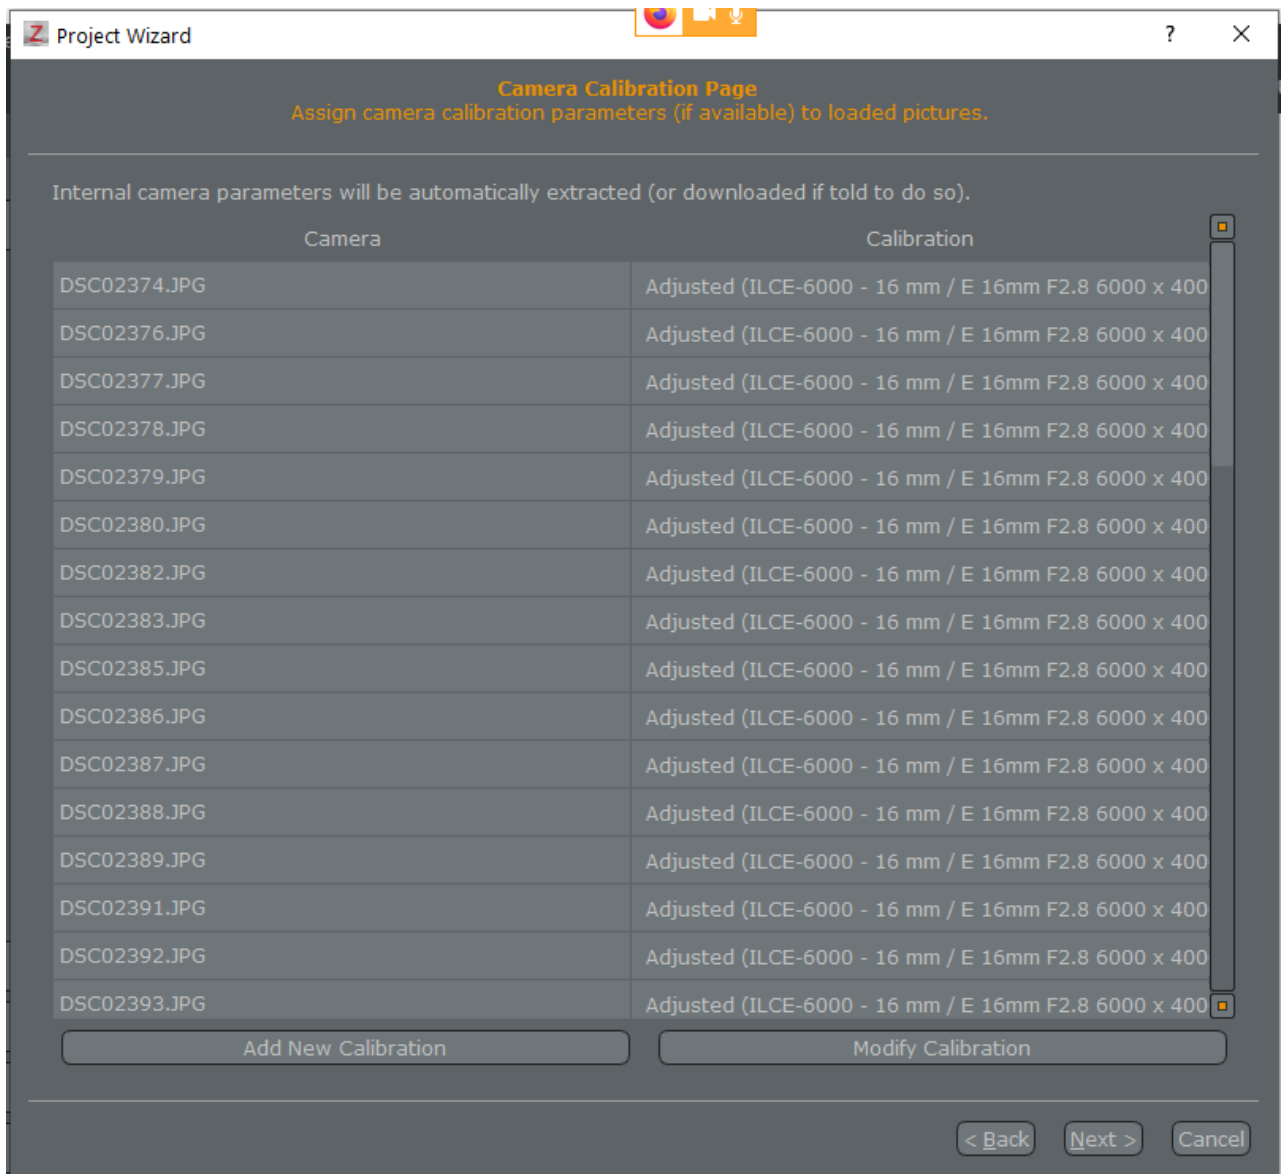 Project Wizard
?
Camera Calibration Page
Assign camera calibration parameters (if available) to loaded pictures.
Internal camera parameters will be automatically extracted (or downloaded if told to do so).
Camera Calibration
DSC02374.JPG Adjusted (ILCE-6000 - 16 mm / E 16mm F2.8 6000 x 400
DSC02376.JPG Adjusted (ILCE-6000 - 16 mm / E 16mm F2.8 6000 x 400
DSC02377.JPG Adjusted (ILCE-6000 - 16 mm / E 16mm F2.8 6000 x 400
DSC02378.JPG Adjusted (ILCE-6000 - 16 mm / E 16mm F2.8 6000 x 400
DSC02379.JPG Adjusted (ILCE-6000 - 16 mm / E 16mm F2.8 6000 x 400
DSC02380.JPG Adjusted (ILCE-6000 - 16 mm / E 16mm F2.8 6000 x 400
DSC02382.JPG Adjusted (ILCE-6000 - 16 mm / E 16mm F2.8 6000 x 400
DSC02383.JPG Adjusted (ILCE-6000 - 16 mm / E 16mm F2.8 6000 x 400
DSC02385.JPG Adjusted (ILCE-6000 - 16 mm / E 16mm F2.8 6000 x 400
DSC02386.JPG Adjusted (ILCE-6000 - 16 mm / E 16mm F2.8 6000 x 400
DSC02387.JPG Adjusted (ILCE-6000 - 16 mm / E 16mm F2.8 6000 x 400
DSC02388.JPG Adjusted (ILCE-6000 - 16 mm / E 16mm F2.8 6000 x 400
DSC02389.JPG Adjusted (ILCE-6000 - 16 mm / E 16mm F2.8 6000 x 400
DSC02391.JPG Adjusted (ILCE-6000 - 16 mm / E 16mm F2.8 6000 x 400
DSC02392.JPG Adjusted (ILCE-6000 - 16 mm / E 16mm F2.8 6000 x 400
DSC02393.JPG Adjusted (ILCE-6000 - 16 mm / E 16mm F2.8 6000 x 400
Add New Calibration Modify Calibration
< Back Next > Cancel